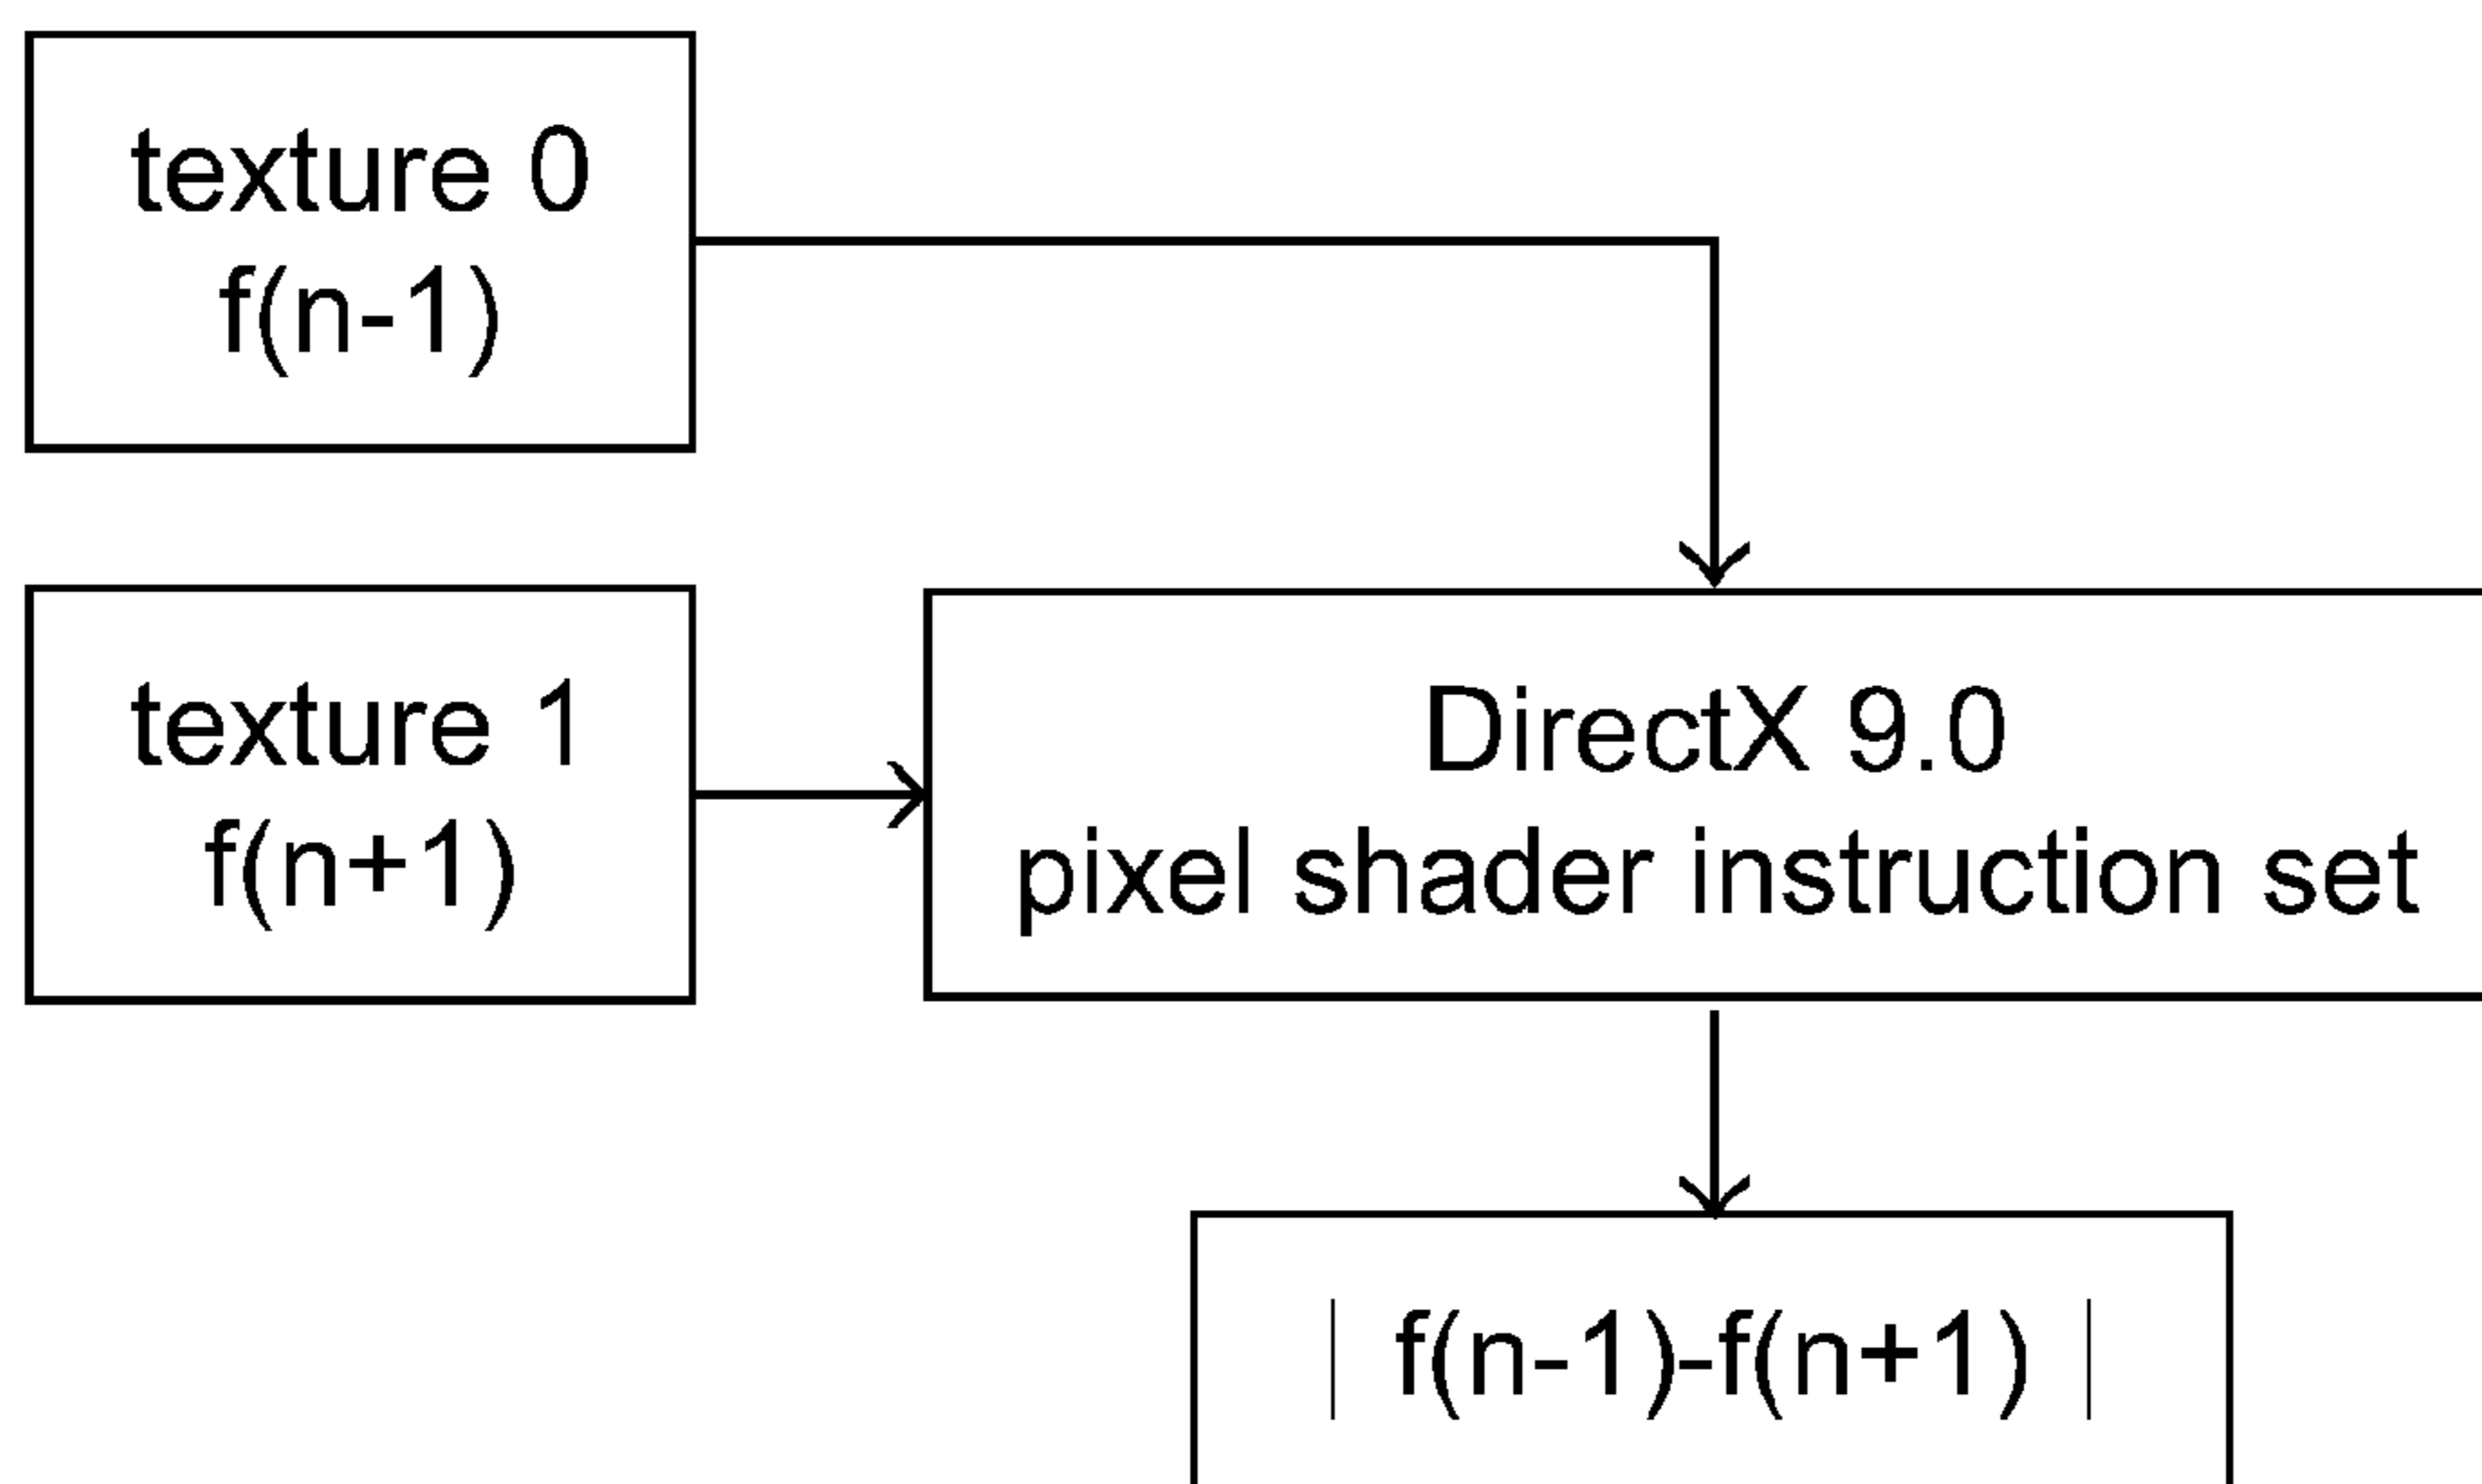 texture 0
f(n-1)
texture 1
f(n+1)
DirectX 9.0
pixel shader instruction set
| f(n-1)-f(n+1) |